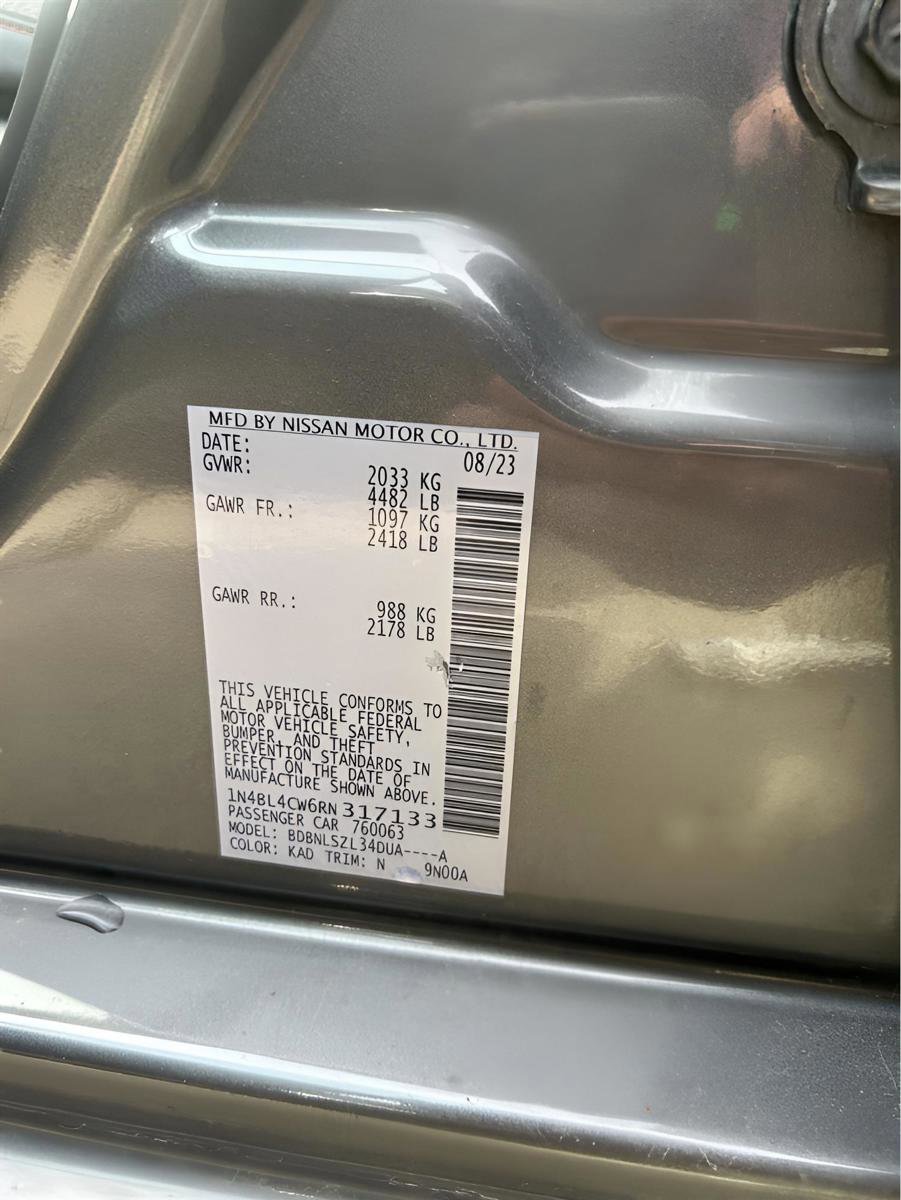 MFD BY NISSAN MOTOR CO., LTD.
DATE: 08/23
GVWR: 2033 KG
4482 LB
GAWR FR.: 1097 KG
2418 LB
GAWR RR.: 988 KG
2178 LB
THIS VEHICLE CONFORMS TO
ALL APPLICABLE FEDERAL
MOTOR VEHICLE SAFETY,
BUMPER, AND THEFT
PREVENTION STANDARDS IN
EFFECT ON THE DATE OF
MANUFACTURE SHOWN ABOVE.
1N4BL4CW6RN317133
PASSENGER CAR 760063
MODEL: BDBNLSZL34DUA----A
COLOR: KAD TRIM: N 9N00A